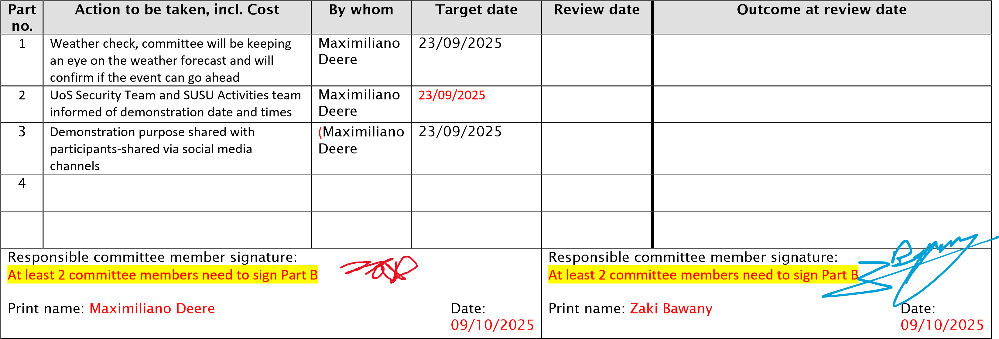 Part no. Action to be taken, incl. Cost By whom Target date Review date Outcome at review date
1 Weather check, committee will be keeping an eye on the weather forecast and will confirm if the event can go ahead Maximiliano Deere 23/09/2025
2 UoS Security Team and SUSU Activities team informed of demonstration date and times Maximiliano Deere 23/09/2025
3 Demonstration purpose shared with participants-shared via social media channels (Maximiliano Deere 23/09/2025
4
Responsible committee member signature:
At least 2 committee members need to sign Part B
Print name: Maximiliano Deere
Date:
09/10/2025
Responsible committee member signature:
At least 2 committee members need to sign Part B
Print name: Zaki Bawany
Date:
09/10/2025